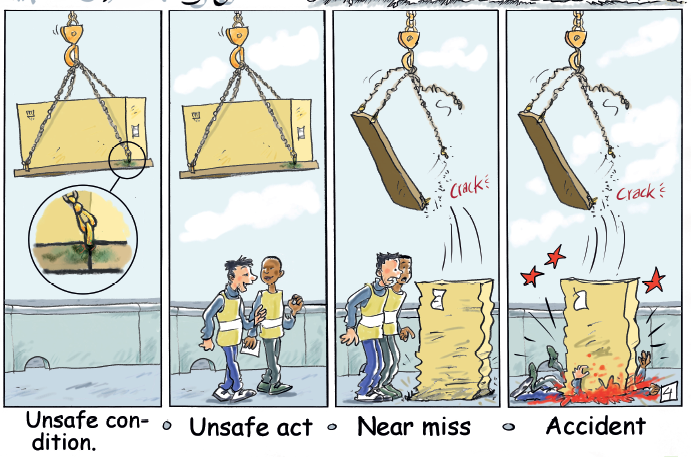 Crack
Crack
4
Unsafe con-
dition.
Unsafe act
Near miss
Accident